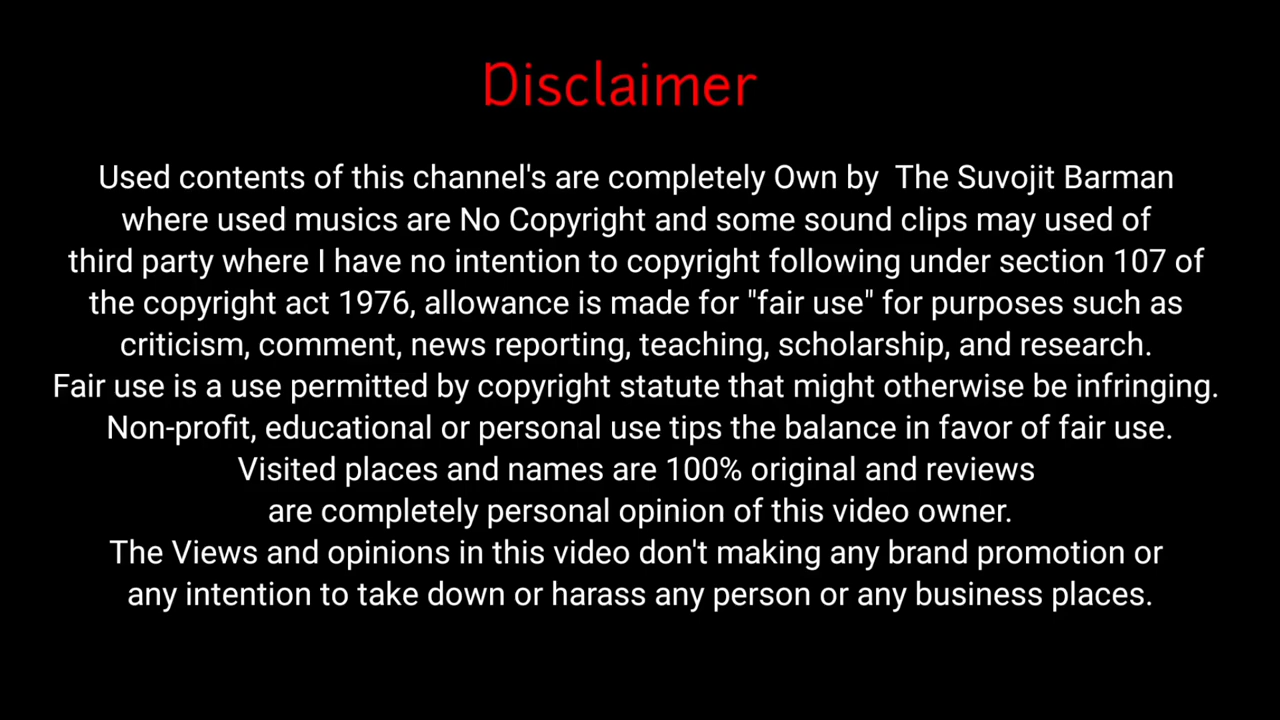 Disclaimer
Used contents of this channel's are completely Own by  The Suvojit Barman
where used musics are No Copyright and some sound clips may used of
third party where I have no intention to copyright following under section 107 of
the copyright act 1976, allowance is made for "fair use" for purposes such as
criticism, comment, news reporting, teaching, scholarship, and research.
Fair use is a use permitted by copyright statute that might otherwise be infringing.
Non-profit, educational or personal use tips the balance in favor of fair use.
Visited places and names are 100% original and reviews
are completely personal opinion of this video owner.
The Views and opinions in this video don't making any brand promotion or
any intention to take down or harass any person or any business places.